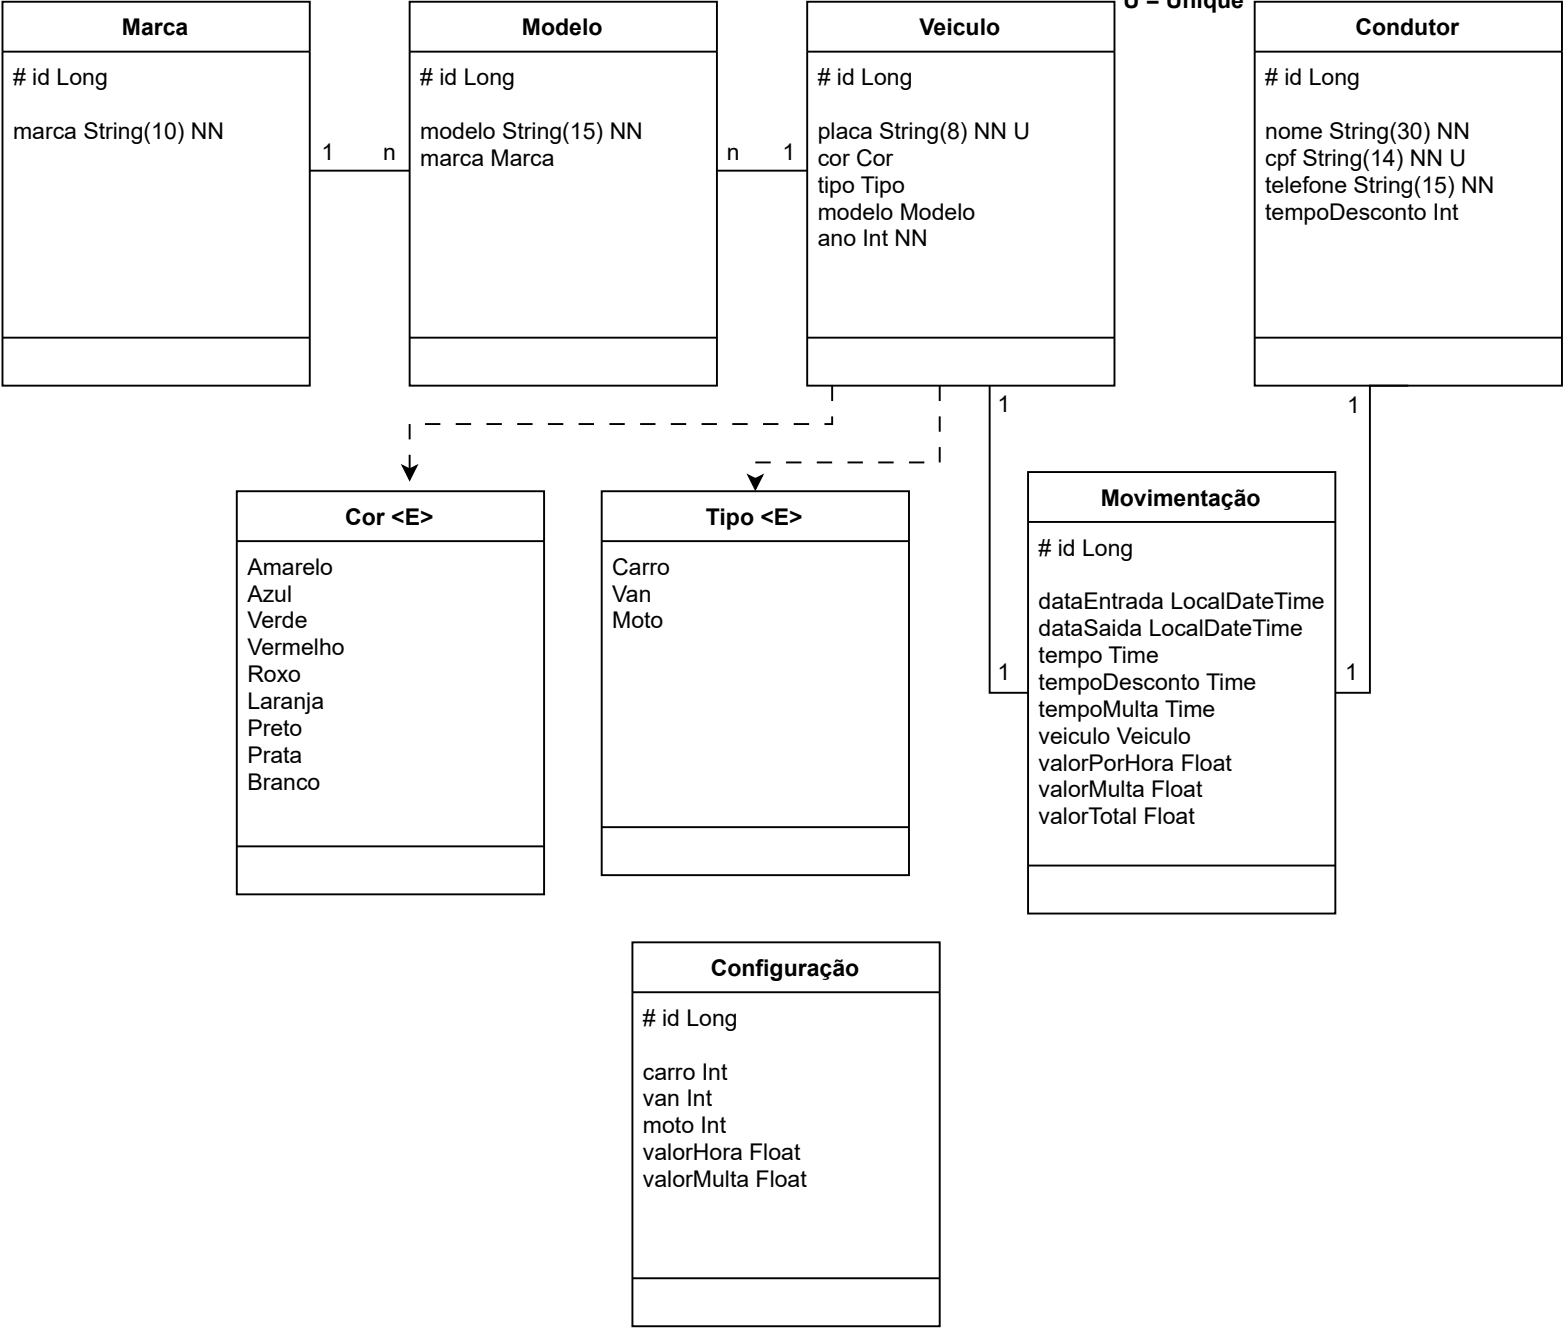 U = Unique
Marca
# id Long
marca String(10) NN
1
n
Modelo
# id Long
modelo String(15) NN
marca Marca
n
1
Veiculo
# id Long
placa String(8) NN U
cor Cor
tipo Tipo
modelo Modelo
ano Int NN
Condutor
# id Long
nome String(30) NN
cpf String(14) NN U
telefone String(15) NN
tempoDesconto Int
1
1
Cor <E>
Amarelo
Azul
Verde
Vermelho
Roxo
Laranja
Preto
Prata
Branco
Tipo <E>
Carro
Van
Moto
1
1
Movimentação
# id Long
dataEntrada LocalDateTime
dataSaida LocalDateTime
tempo Time
tempoDesconto Time
tempoMulta Time
veiculo Veiculo
valorPorHora Float
valorMulta Float
valorTotal Float
Configuração
# id Long
carro Int
van Int
moto Int
valorHora Float
valorMulta Float